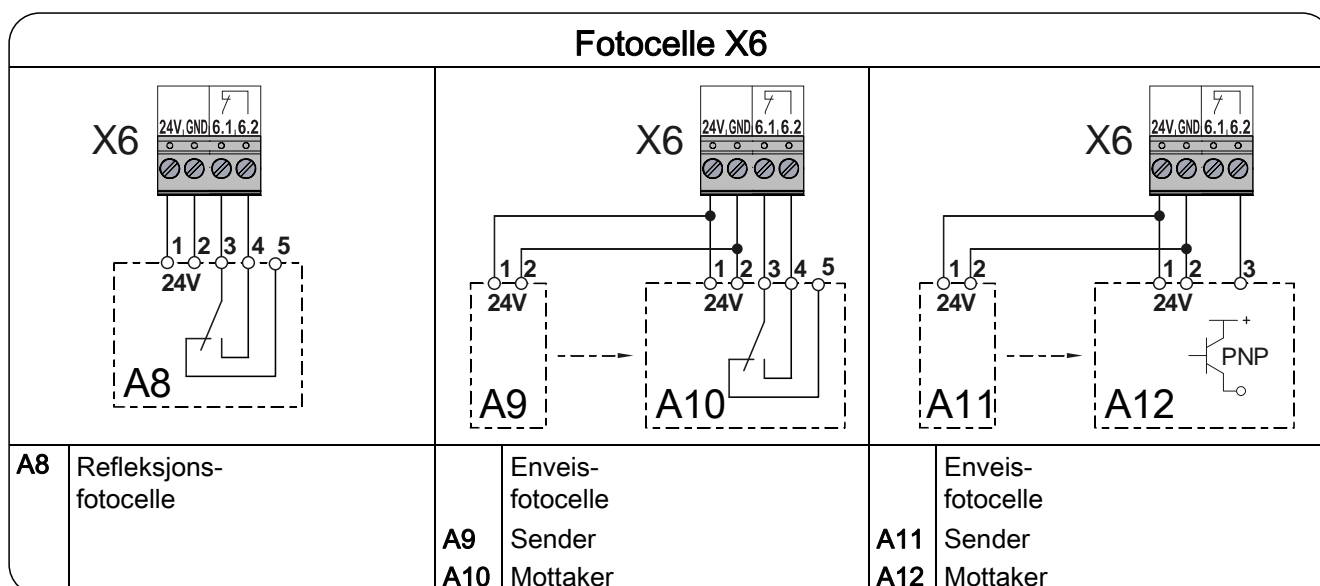 Fotocelle X6
X6
24V GND 6.1 6.2
1 2 3 4 5
24V
A8
X6
24V GND 6.1 6.2
1 2
24V
A9
1 2 3 4 5
24V
A10
X6
24V GND 6.1 6.2
1 2
24V
A11
1 2 3
24V
+
PNP
A12
A8 Refleksjons-
fotocelle
Enveis-
fotocelle
A9 Sender
A10 Mottaker
Enveis-
fotocelle
A11 Sender
A12 Mottaker